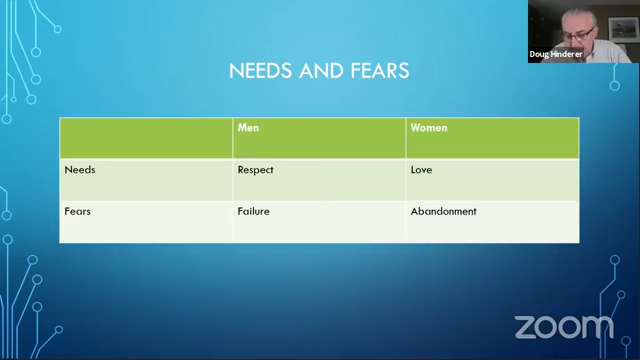 Doug Hinderer
NEEDS AND FEARS
Men Women
Needs Respect Love
Fears Failure Abandonment
zoom